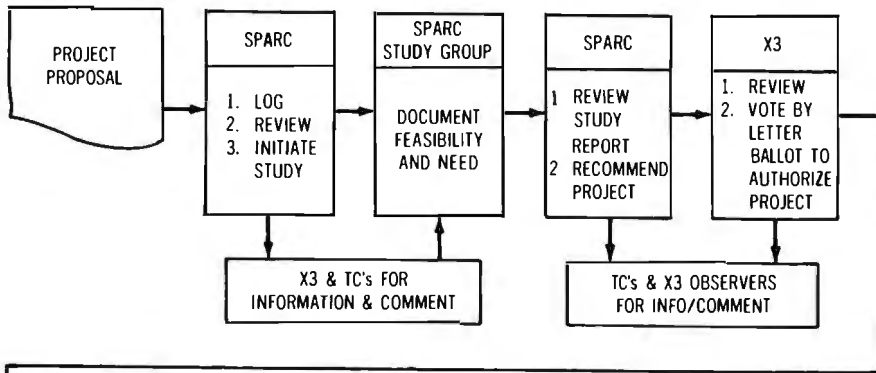 PROJECT
PROPOSAL
SPARC
1. LOG
2. REVIEW
3. INITIATE
STUDY
SPARC
STUDY GROUP
DOCUMENT
FEASIBILITY
AND NEED
SPARC
1 REVIEW
STUDY
REPORT
2 RECOMMEND
PROJECT
X3
1. REVIEW
2. VOTE BY
LETTER
BALLOT TO
AUTHORIZE
PROJECT
X3 & TC's FOR
INFORMATION & COMMENT
TC's & X3 OBSERVERS
FOR INFO/COMMENT